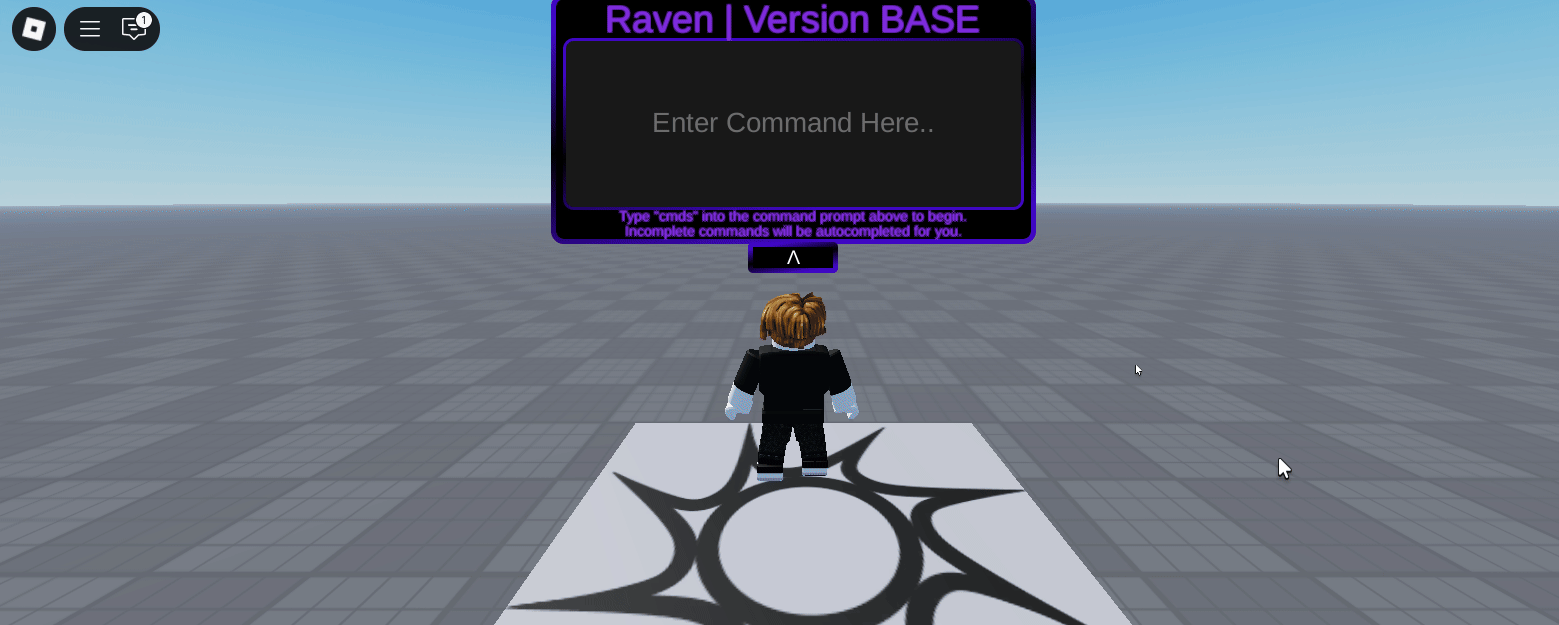 1
Raven | Version BASE
Enter Command Here..
Type "cmds" into the command prompt above to begin.
Incomplete commands will be autocompleted for you.